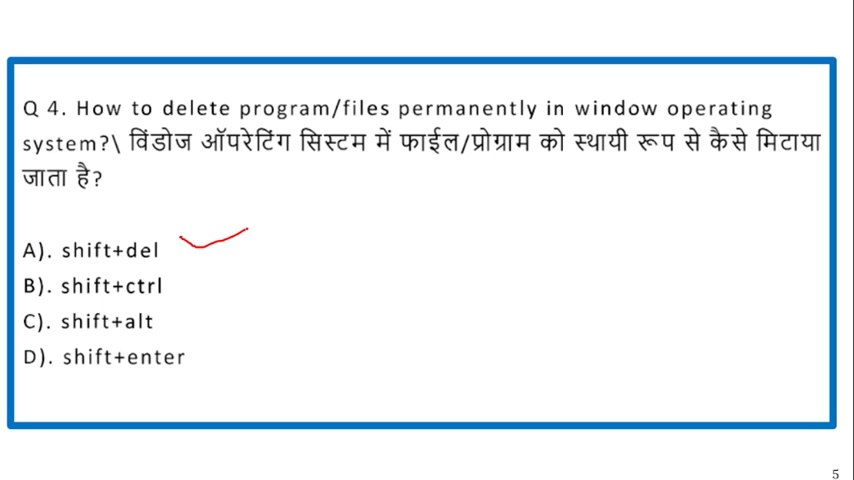 Q 4. How to delete program/files permanently in window operating
system?\ विंडोज ऑपरेटिंग सिस्टम में फाईल/प्रोग्राम को स्थायी रूप से कैसे मिटाया
जाता है?
A). shift+del
B). shift+ctrl
C). shift+alt
D). shift+enter
5